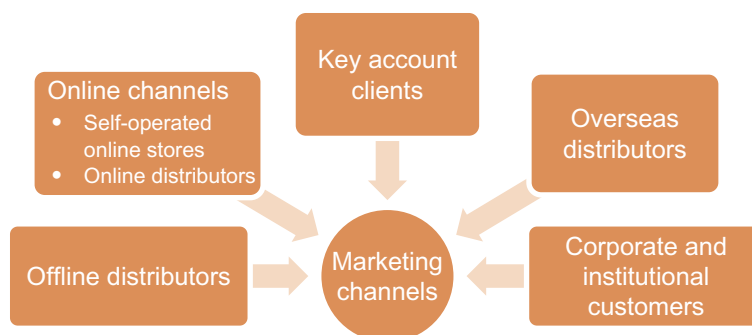 Key account
clients
Online channels
• Self-operated
online stores
• Online distributors
Overseas
distributors
Offline distributors
Marketing
channels
Corporate and
institutional
customers